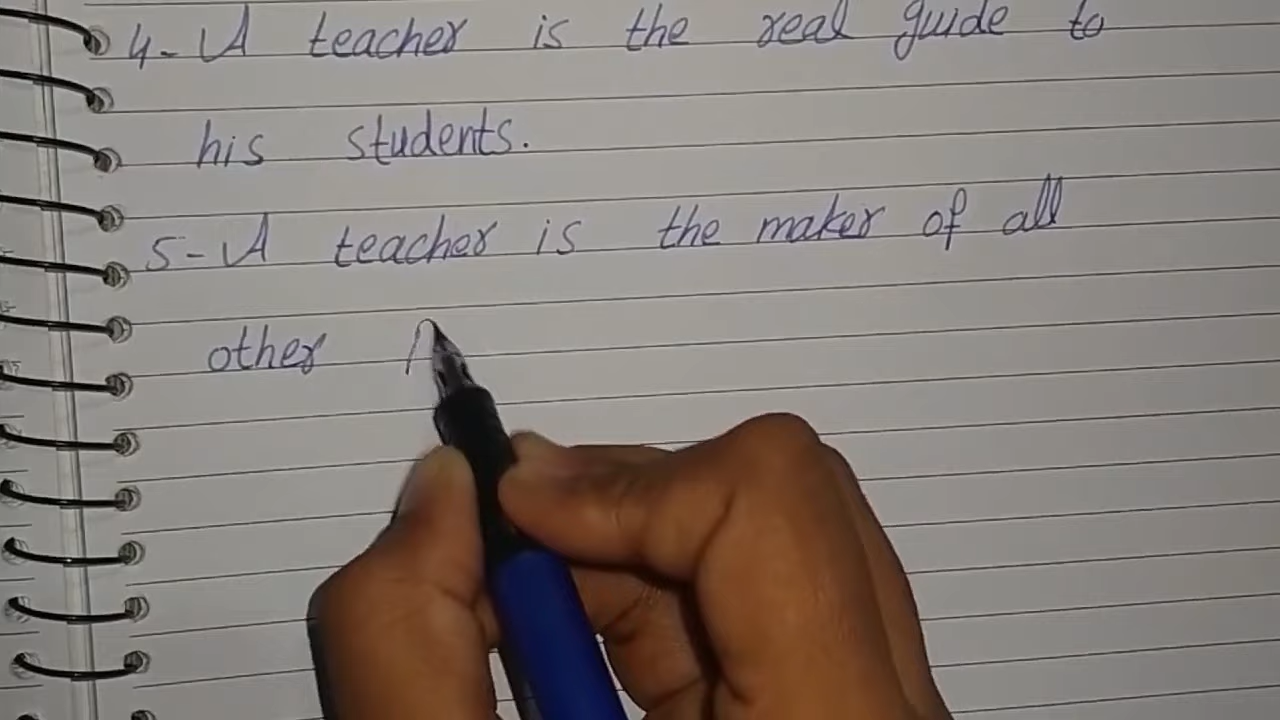 4- A teacher is the real guide to
his students.
5- A teacher is the maker of all
other